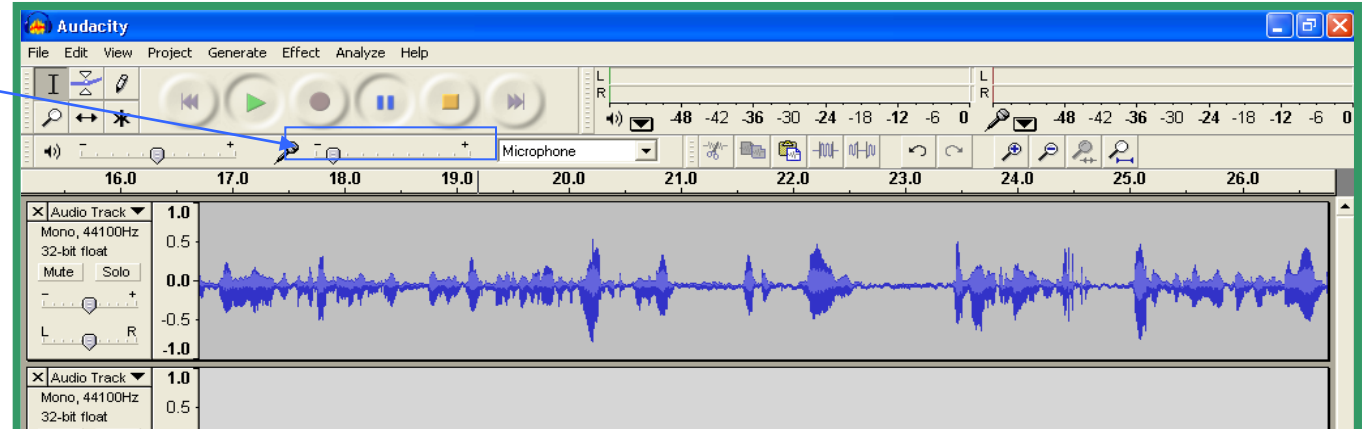 Audacity
File Edit View Project Generate Effect Analyze Help
L
R
-48 -42 -36 -30 -24 -18 -12 -6 0
L
R
-48 -42 -36 -30 -24 -18 -12 -6 0
- +
- +
Microphone
16.0 17.0 18.0 19.0 20.0 21.0 22.0 23.0 24.0 25.0 26.0
Audio Track
Mono, 44100Hz
32-bit float
Mute Solo
- +
L R
1.0
0.5
0.0
-0.5
-1.0
Audio Track
Mono, 44100Hz
32-bit float
1.0
0.5